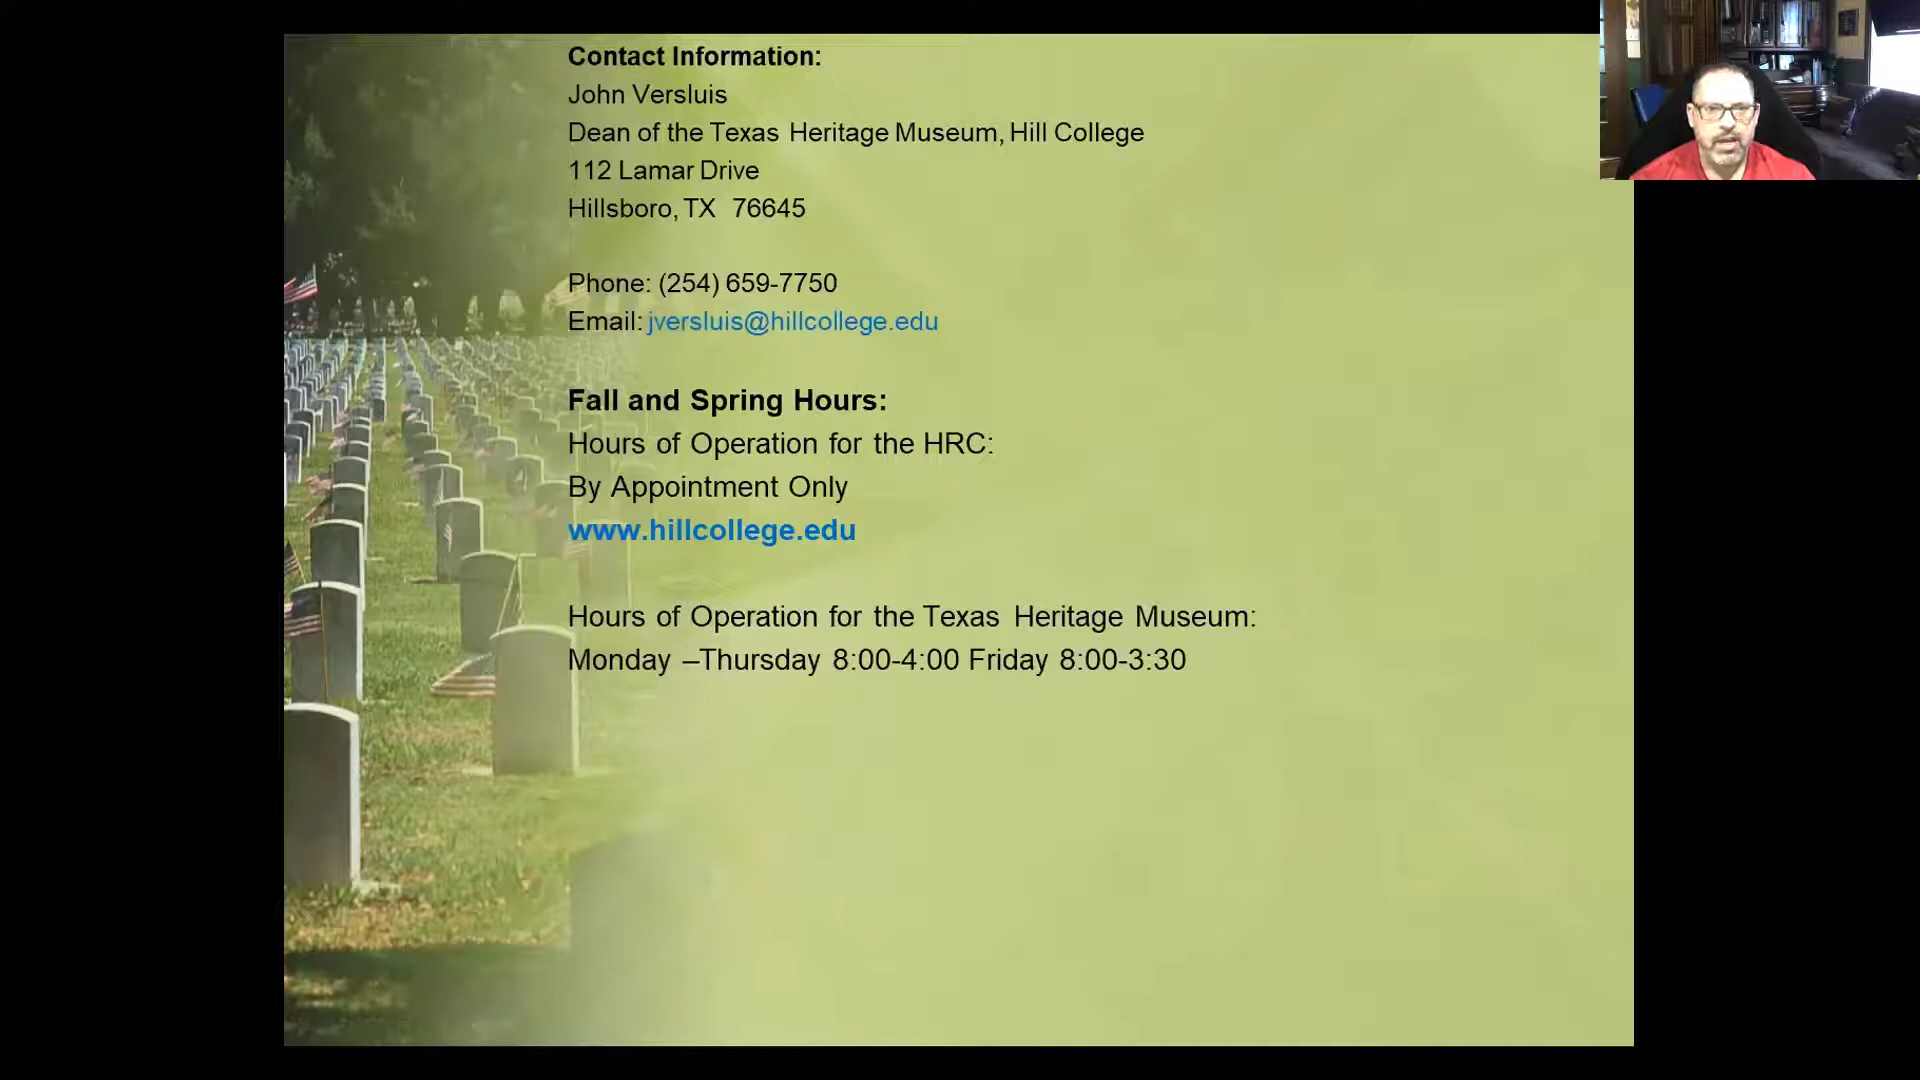 Contact Information:
John Versluis
Dean of the Texas Heritage Museum, Hill College
112 Lamar Drive
Hillsboro, TX 76645
Phone: (254) 659-7750
Email: jversluis@hillcollege.edu
Fall and Spring Hours:
Hours of Operation for the HRC:
By Appointment Only
www.hillcollege.edu
Hours of Operation for the Texas Heritage Museum:
Monday –Thursday 8:00-4:00 Friday 8:00-3:30